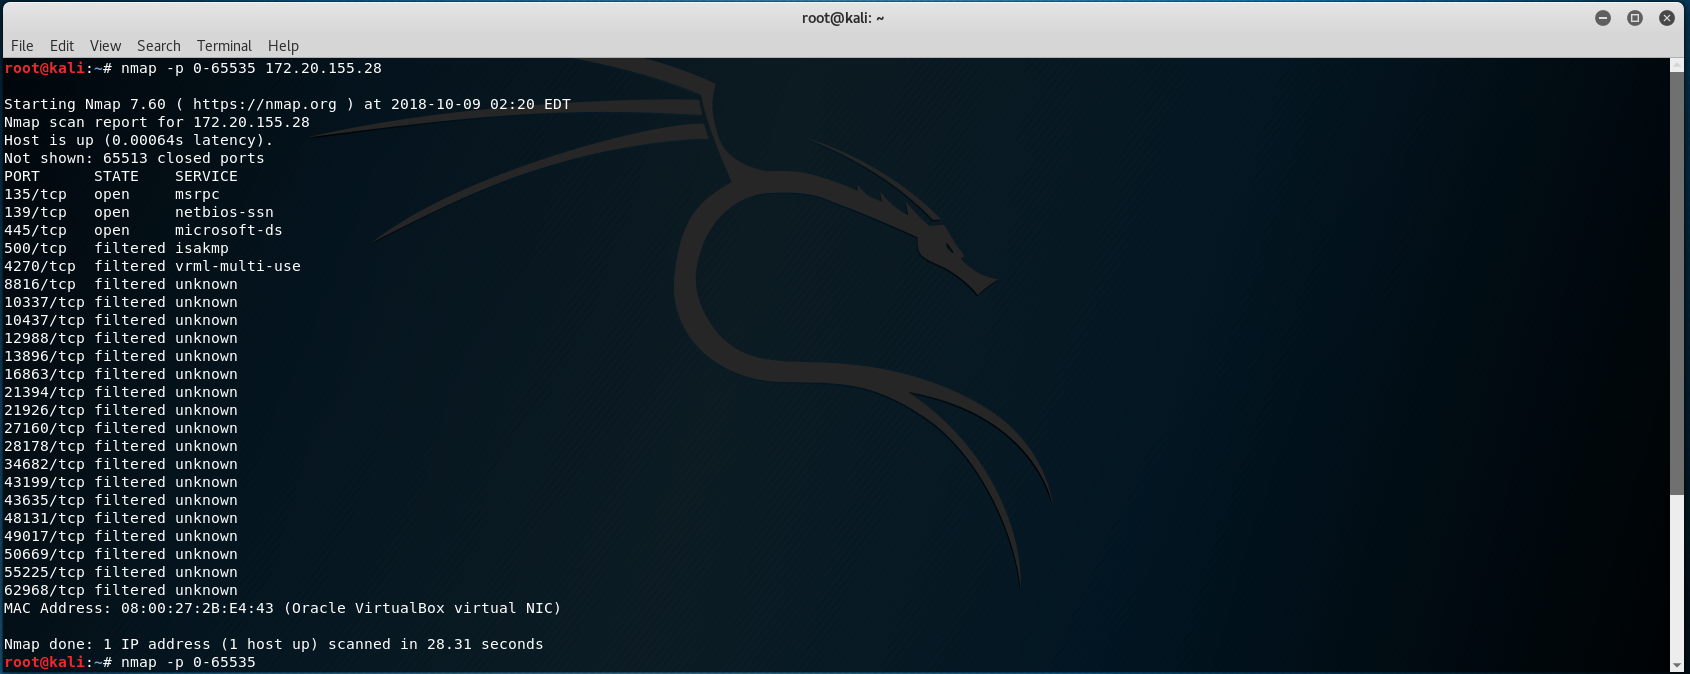 root@kali: ~
File Edit View Search Terminal Help
root@kali:~# nmap -p 0-65535 172.20.155.28
Starting Nmap 7.60 ( https://nmap.org ) at 2018-10-09 02:20 EDT
Nmap scan report for 172.20.155.28
Host is up (0.00064s latency).
Not shown: 65513 closed ports
PORT      STATE    SERVICE
135/tcp   open     msrpc
139/tcp   open     netbios-ssn
445/tcp   open     microsoft-ds
500/tcp   filtered isakmp
4270/tcp  filtered vrml-multi-use
8816/tcp  filtered unknown
10337/tcp filtered unknown
10437/tcp filtered unknown
12988/tcp filtered unknown
13896/tcp filtered unknown
16863/tcp filtered unknown
21394/tcp filtered unknown
21926/tcp filtered unknown
27160/tcp filtered unknown
28178/tcp filtered unknown
34682/tcp filtered unknown
43199/tcp filtered unknown
43635/tcp filtered unknown
48131/tcp filtered unknown
49017/tcp filtered unknown
50669/tcp filtered unknown
55225/tcp filtered unknown
62968/tcp filtered unknown
MAC Address: 08:00:27:2B:E4:43 (Oracle VirtualBox virtual NIC)
Nmap done: 1 IP address (1 host up) scanned in 28.31 seconds
root@kali:~# nmap -p 0-65535